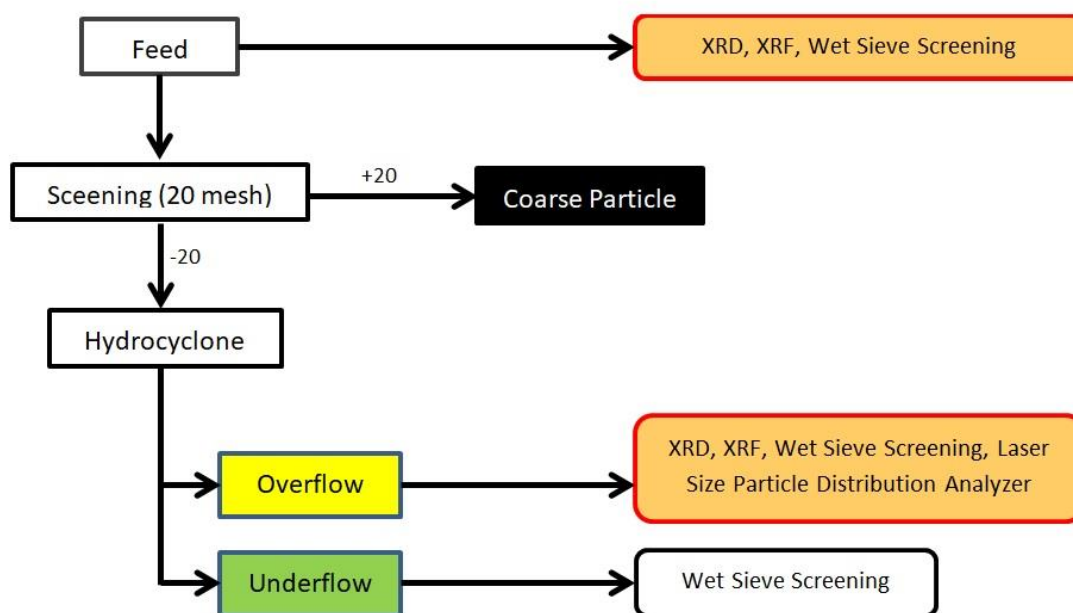 Feed
XRD, XRF, Wet Sieve Screening
Sceening (20 mesh)
+20
Coarse Particle
-20
Hydrocyclone
Overflow
XRD, XRF, Wet Sieve Screening, Laser
Size Particle Distribution Analyzer
Underflow
Wet Sieve Screening